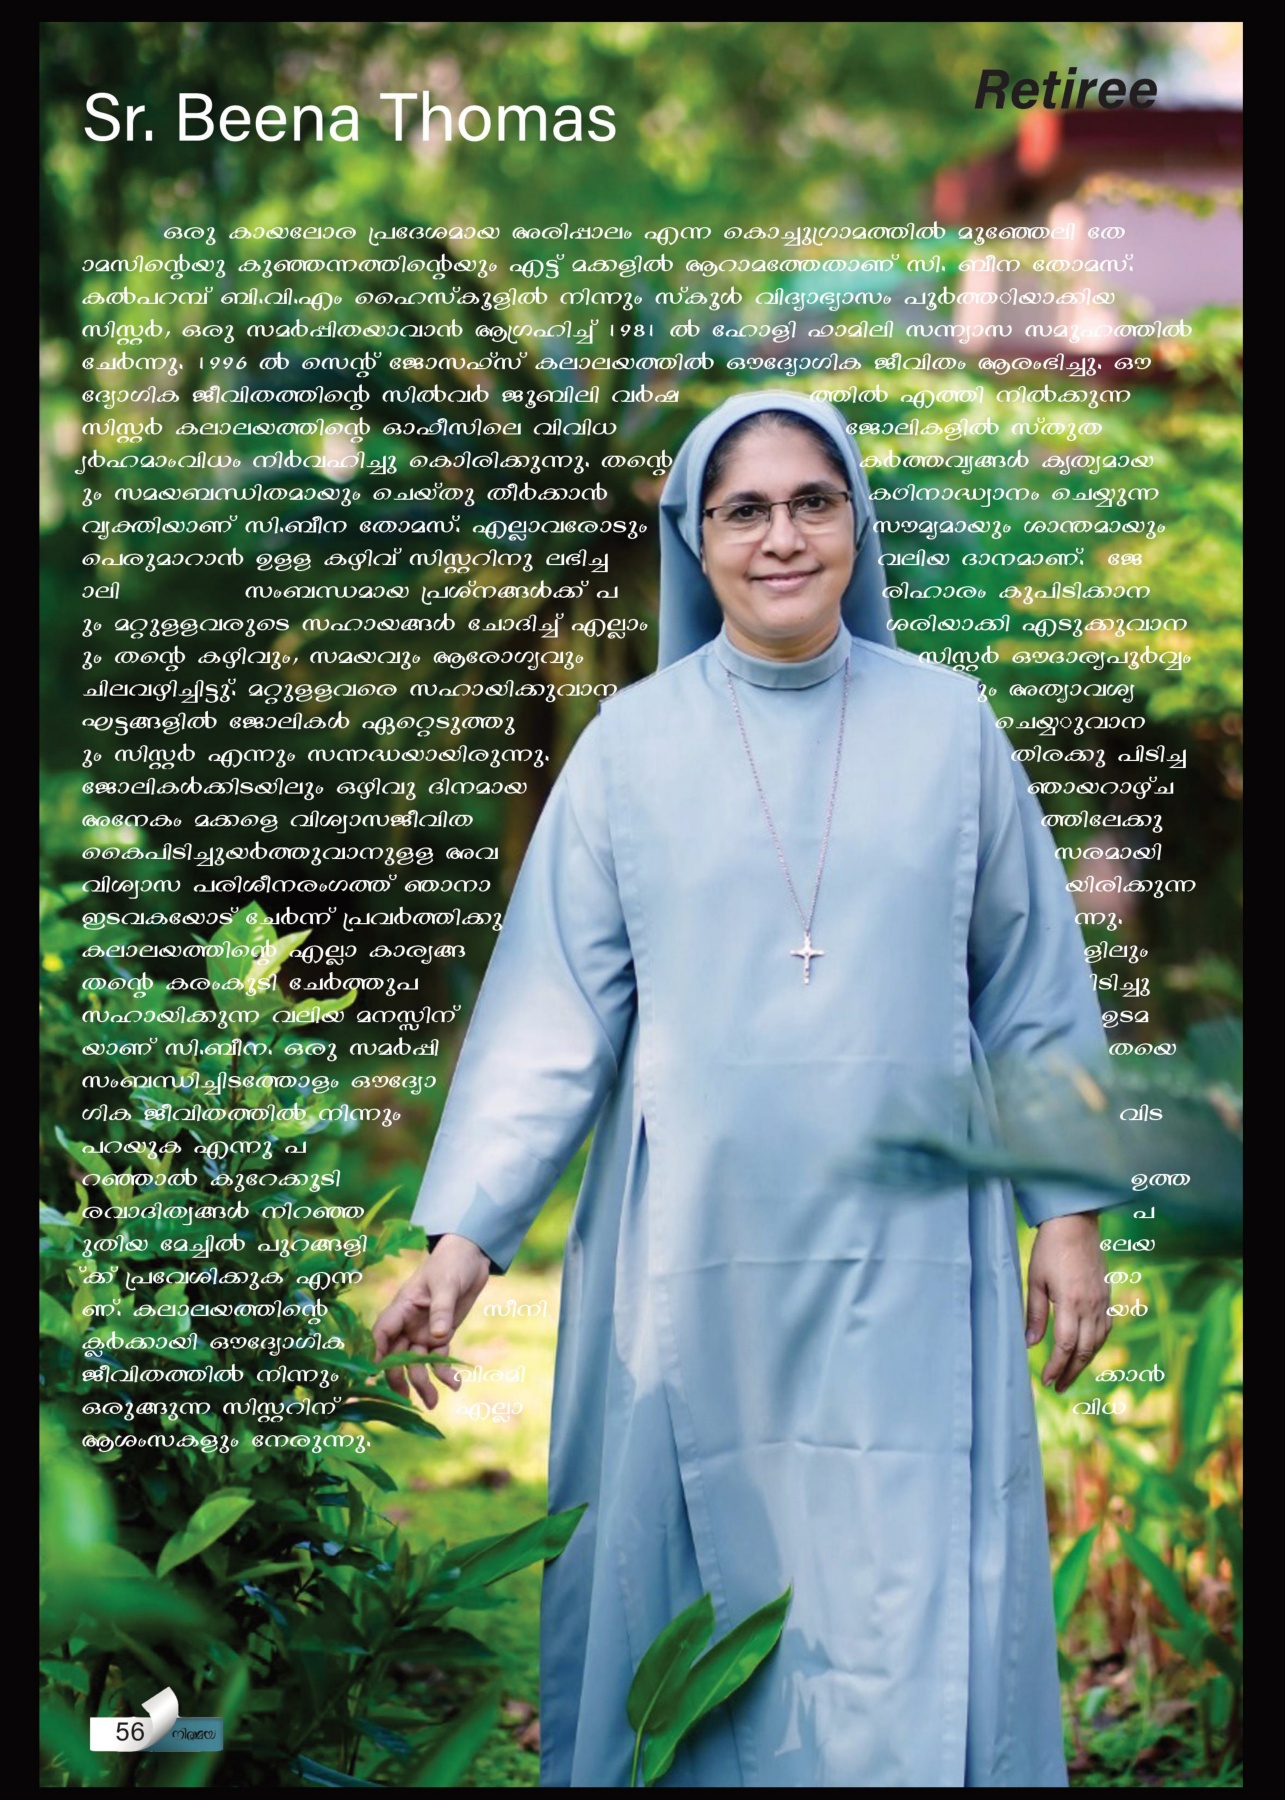 Retiree
Sr. Beena Thomas
ഒരു കായലോര പ്രദേശമായ അരിപ്പാലം എന്ന കൊച്ചുഗ്രാമത്തിൽ മൂഞ്ഞേലി തേ
ാമസിന്റെയു കുഞ്ഞന്നത്തിന്റെയും എട്ട് മക്കളിൽ ആറാമത്തേതാണ് സി. ബീന തോമസ്.
കൽപറമ്പ് ബി.വി.എം ഹൈസ്കൂളിൽ നിന്നും സ്കൂൾ വിദ്യാഭ്യാസം പൂർത്തിയാക്കിയ
സിസ്റ്റർ, ഒരു സമർപ്പിതയാവാൻ ആഗ്രഹിച്ച് 1981 ൽ ഹോളി ഫാമിലി സന്ന്യാസ സമൂഹത്തിൽ
ചേർന്നു. 1996 ൽ സെന്റ് ജോസഫ്സ് കലാലയത്തിൽ ഔദ്യോഗിക ജീവിതം ആരംഭിച്ചു. ഔ
ദ്യോഗിക ജീവിതത്തിന്റെ സിൽവർ ജൂബിലി വർഷ ത്തിൽ എത്തി നിൽക്കുന്ന
സിസ്റ്റർ കലാലയത്തിന്റെ ഓഫീസിലെ വിവിധ ജോലികളിൽ സ്തുത
്യർഹമാംവിധം നിർവഹിച്ചു കൊിരിക്കുന്നു. തന്റെ കർത്തവ്യങ്ങൾ കൃത്യമായ
ും സമയബന്ധിതമായും ചെയ്തു തീർക്കാൻ കഠിനാദ്ധ്വാനം ചെയ്യുന്ന
വ്യക്തിയാണ് സി.ബീന തോമസ്. എല്ലാവരോടും സൗമ്യമായും ശാന്തമായും
പെരുമാറാൻ ഉളള കഴിവ് സിസ്റ്ററിനു ലഭിച്ച വലിയ ദാനമാണ്. ജേ
ാലി സംബന്ധമായ പ്രശ്നങ്ങൾക്ക് പ രിഹാരം കുപിടിക്കാന
ും മറ്റുളളവരുടെ സഹായങ്ങൾ ചോദിച്ച് എല്ലാം ശരിയാക്കി എടുക്കുവാന
ും തന്റെ കഴിവും, സമയവും ആരോഗ്യവും സിസ്റ്റർ ഔദാര്യപൂർവ്വം
ചിലവഴിച്ചിട്ടു്. മറ്റുളളവരെ സഹായിക്കുവാന ും അത്യാവശ്യ
ഘട്ടങ്ങളിൽ ജോലികൾ ഏറ്റെടുത്തു ചെയ്യുവാന
ും സിസ്റ്റർ എന്നും സന്നദ്ധയായിരുന്നു. തിരക്കു പിടിച്ച
ജോലികൾക്കിടയിലും ഒഴിവു ദിനമായ ഞായറാഴ്ച
അനേകം മക്കളെ വിശ്വാസജീവിത ത്തിലേക്കു
കൈപിടിച്ചുയർത്തുവാനുളള അവ സരമായി
വിശ്വാസ പരിശീനരംഗത്ത് ഞാനാ യിരിക്കുന്ന
ഇടവകയോട് ചേർന്ന് പ്രവർത്തിക്കു ന്നു.
കലാലയത്തിന്റെ എല്ലാ കാര്യങ്ങ ളിലും
തന്റെ കരംകൂടി ചേർത്തുപ ിടിച്ചു
സഹായിക്കുന്ന വലിയ മനസ്സിന് ഉടമ
യാണ് സി.ബീന. ഒരു സമർപ്പി തയെ
സംബന്ധിച്ചിടത്തോളം ഔദ്യോ
ഗിക ജീവിതത്തിൽ നിന്നും വിട
പറയുക എന്നു പ
റഞ്ഞാൽ കുറേക്കൂടി ഉത്ത
രവാദിത്വങ്ങൾ നിറഞ്ഞ പ
ുതിയ മേച്ചിൽ പുറങ്ങളി ലേയ
്ക്ക് പ്രവേശിക്കുക എന്ന താ
ണ്. കലാലയത്തിന്റെ സീനി യർ
ക്ലർക്കായി ഔദ്യോഗിക
ജീവിതത്തിൽ നിന്നും വിരമി ക്കാൻ
ഒരുങ്ങുന്ന സിസ്റ്ററിന് എല്ലാ വിധ
ആശംസകളും നേരുന്നു.
56